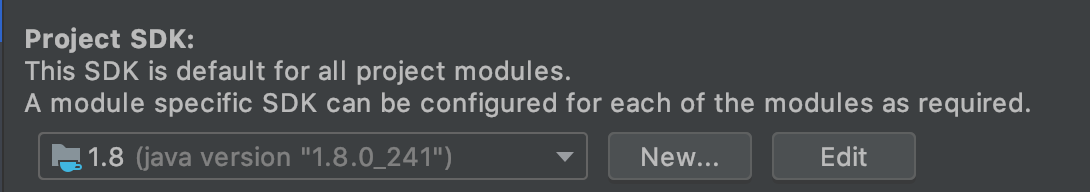 Project SDK:
This SDK is default for all project modules.
A module specific SDK can be configured for each of the modules as required.
1.8 (java version "1.8.0_241") New... Edit